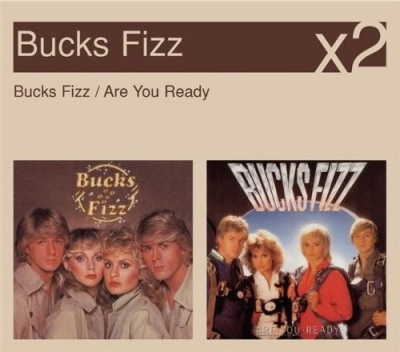 Bucks Fizz
x2
Bucks Fizz / Are You Ready
Bucks
Fizz
BUCKS FIZZ
ARE YOU READY